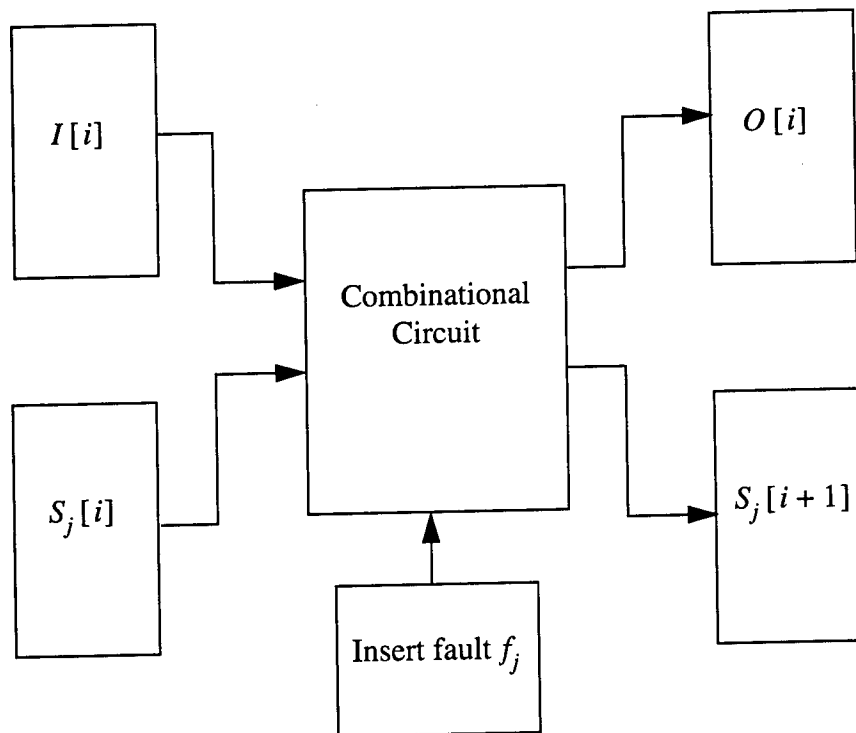 I[i]
O[i]
Combinational
Circuit
S_j[i]
S_j[i + 1]
Insert fault f_j